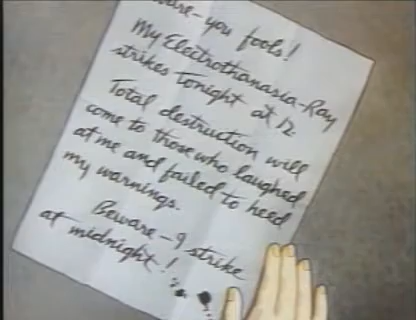 ware-you fools!
My Electrothanasia-Ray
strikes tonight at 12.
Total destruction will
come to those who laughed
at me and failed to heed
my warnings.
Beware-I strike
at midnight!